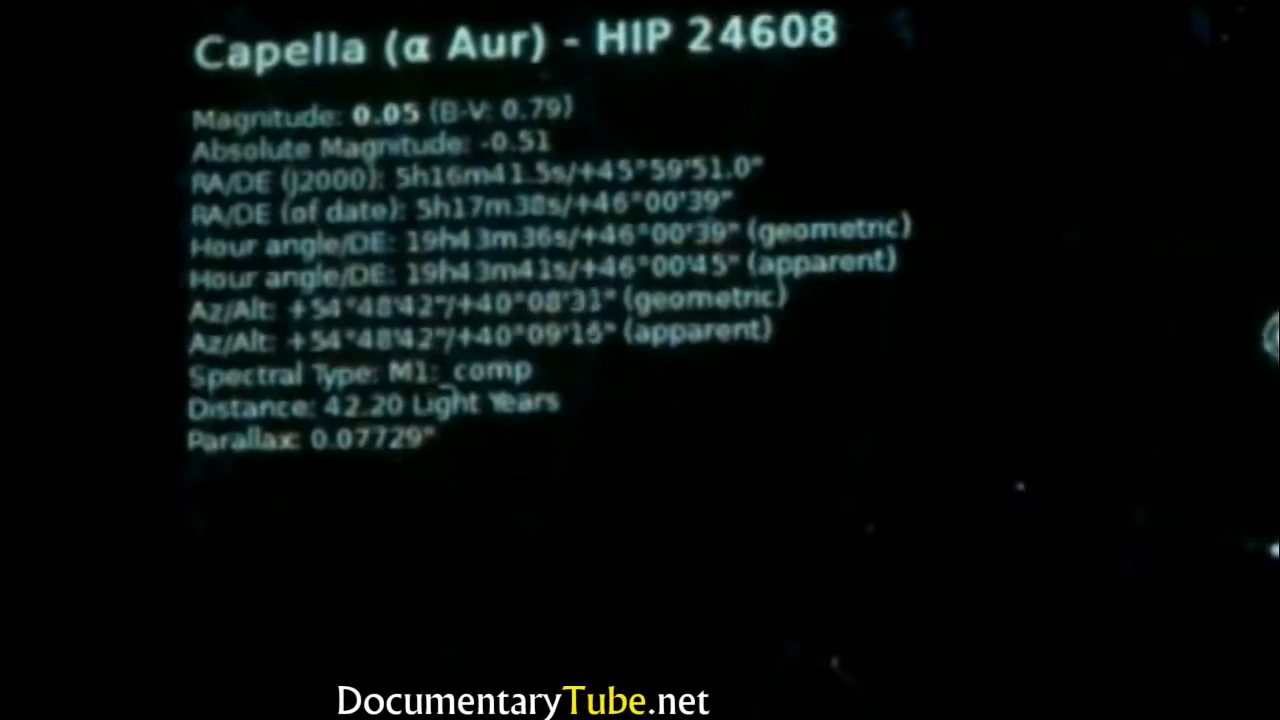 Capella (α Aur) - HIP 24608
Magnitude: 0.05 (B-V: 0.79)
Absolute Magnitude: -0.51
RA/DE (J2000): 5h16m41.5s/+45°59'51.0"
RA/DE (of date): 5h17m38s/+46°00'39"
Hour angle/DE: 19h43m36s/+46°00'39" (geometric)
Hour angle/DE: 19h43m41s/+46°00'45" (apparent)
Az/Alt: +54°48'42"/+40°08'31" (geometric)
Az/Alt: +54°48'42"/+40°09'16" (apparent)
Spectral Type: M1: comp
Distance: 42.20 Light Years
Parallax: 0.07729"
DocumentaryTube.net